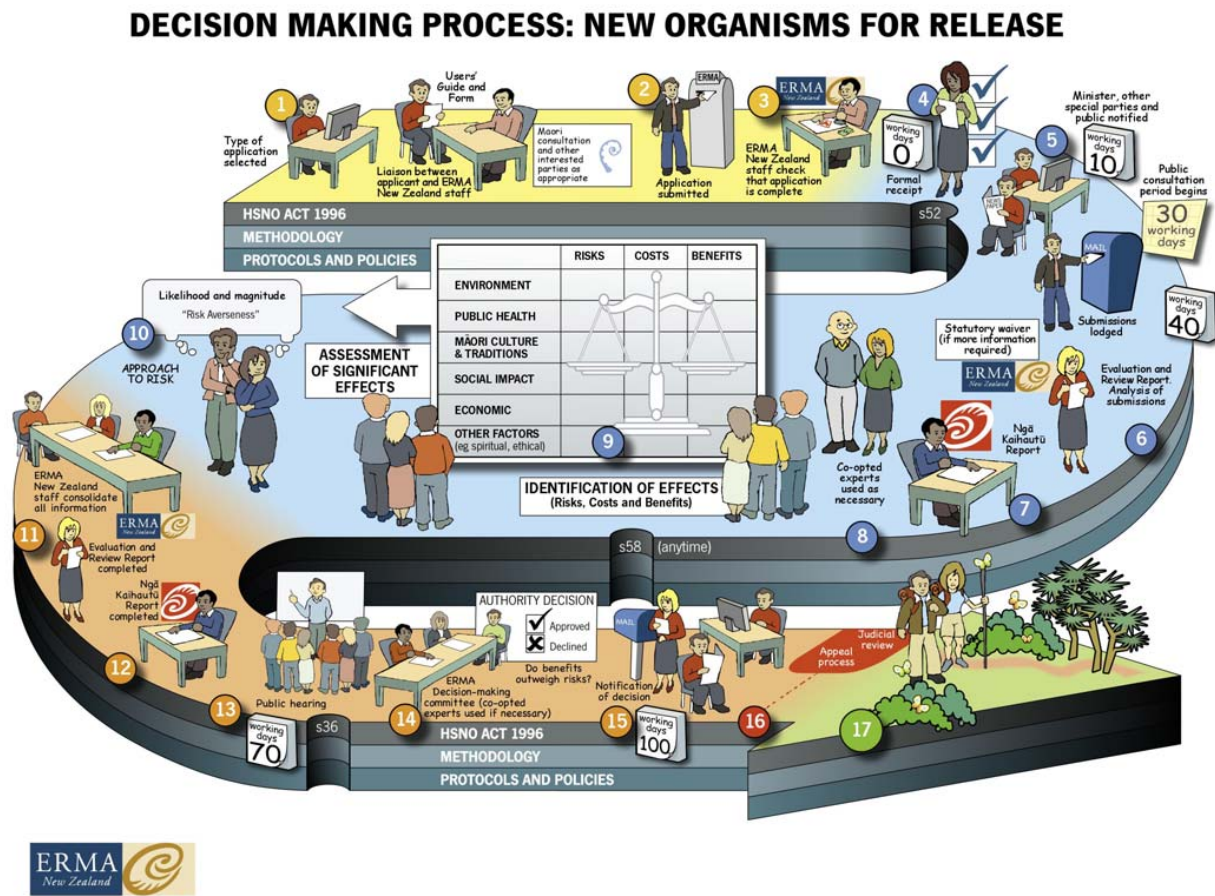 DECISION MAKING PROCESS: NEW ORGANISMS FOR RELEASE
1
Type of
application
selected
Users'
Guide and
Form
Liaison between
applicant and ERMA
New Zealand staff
Maori
consultation
and other
interested
parties as
appropriate
2
ERMA
Application
submitted
3
ERMA
New Zealand
ERMA
New Zealand
staff check
that application
is complete
4
working
days
0
Formal
receipt
5
Minister, other
special parties and
public notified
working
days
10
NEWS
PAPER
Public
consultation
period begins
30
working
days
MAIL
Submissions
lodged
working
days
40
HSNO ACT 1996
METHODOLOGY
PROTOCOLS AND POLICIES
s52
RISKS COSTS BENEFITS
ENVIRONMENT
PUBLIC HEALTH
MĀORI CULTURE
& TRADITIONS
SOCIAL IMPACT
ECONOMIC
OTHER FACTORS
(eg spiritual, ethical)
9
IDENTIFICATION OF EFFECTS
(Risks, Costs and Benefits)
ASSESSMENT
OF SIGNIFICANT
EFFECTS
Statutory waiver
(if more information
required)
ERMA
New Zealand
Evaluation and
Review Report.
Analysis of
submissions
6
Ngā
Kaihautū
Report
7
Co-opted
experts
used as
necessary
8
Likelihood and magnitude
"Risk Averseness"
10
APPROACH
TO RISK
ERMA
New Zealand
staff consolidate
all information
11
ERMA
New Zealand
Evaluation and
Review Report
completed
Ngā
Kaihautū
Report
completed
12
s58 (anytime)
13
Public hearing
working
days
70
s36
AUTHORITY DECISION
Approved
Declined
Do benefits
outweigh risks?
14
ERMA
Decision-making
committee (co-opted
experts used if necessary)
MAIL
Notification
of decision
15
working
days
100
16
Judicial
review
Appeal
process
17
HSNO ACT 1996
METHODOLOGY
PROTOCOLS AND POLICIES
ERMA
New Zealand